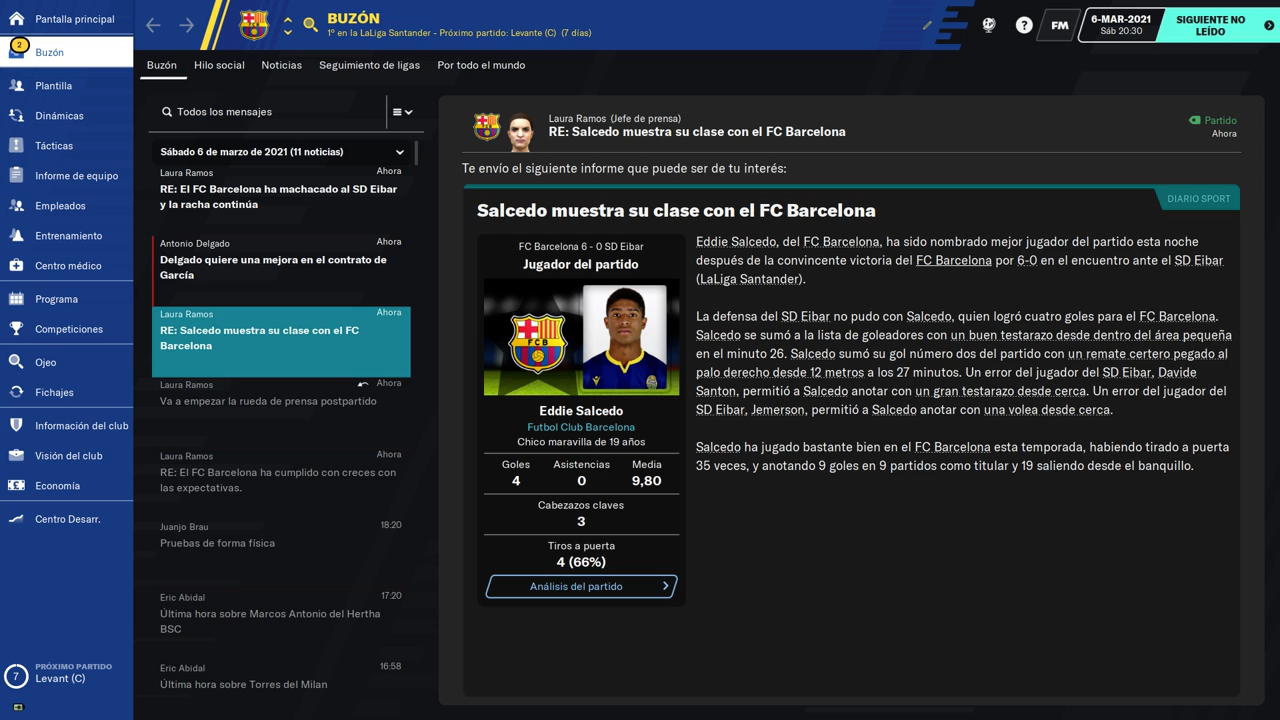 Pantalla principal
2
Buzón
Plantilla
Dinámicas
Tácticas
Informe de equipo
Empleados
Entrenamiento
Centro médico
Programa
Competiciones
Ojeo
Fichajes
Información del club
Visión del club
Economía
Centro Desarr.
7
PRÓXIMO PARTIDO
Levant (C)
BUZÓN
1º en la LaLiga Santander - Próximo partido: Levante (C) (7 días)
?
FM
6-MAR-2021
Sáb 20:30
SIGUIENTE NO
LEÍDO
Buzón
Hilo social
Noticias
Seguimiento de ligas
Por todo el mundo
Todos los mensajes
Sábado 6 de marzo de 2021 (11 noticias)
Laura Ramos
Ahora
RE: El FC Barcelona ha machacado al SD Eibar
y la racha continúa
Antonio Delgado
Ahora
Delgado quiere una mejora en el contrato de
García
Laura Ramos
Ahora
RE: Salcedo muestra su clase con el FC
Barcelona
Laura Ramos
Ahora
Va a empezar la rueda de prensa postpartido
Laura Ramos
Ahora
RE: El FC Barcelona ha cumplido con creces con
las expectativas.
Juanjo Brau
18:20
Pruebas de forma física
Eric Abidal
17:20
Última hora sobre Marcos Antonio del Hertha
BSC
Eric Abidal
16:58
Última hora sobre Torres del Milan
Laura Ramos (Jefe de prensa)
RE: Salcedo muestra su clase con el FC Barcelona
Partido
Ahora
Te envío el siguiente informe que puede ser de tu interés:
DIARIO SPORT
Salcedo muestra su clase con el FC Barcelona
FC Barcelona 6 - 0 SD Eibar
Jugador del partido
FCB
Eddie Salcedo
Futbol Club Barcelona
Chico maravilla de 19 años
Goles
Asistencias
Media
4
0
9,80
Cabezazos claves
3
Tiros a puerta
4 (66%)
Análisis del partido
Eddie Salcedo, del FC Barcelona, ha sido nombrado mejor jugador del partido esta noche
después de la convincente victoria del FC Barcelona por 6-0 en el encuentro ante el SD Eibar
(LaLiga Santander).
La defensa del SD Eibar no pudo con Salcedo, quien logró cuatro goles para el FC Barcelona.
Salcedo se sumó a la lista de goleadores con un buen testarazo desde dentro del área pequeña
en el minuto 26. Salcedo sumó su gol número dos del partido con un remate certero pegado al
palo derecho desde 12 metros a los 27 minutos. Un error del jugador del SD Eibar, Davide
Santon, permitió a Salcedo anotar con un gran testarazo desde cerca. Un error del jugador del
SD Eibar, Jemerson, permitió a Salcedo anotar con una volea desde cerca.
Salcedo ha jugado bastante bien en el FC Barcelona esta temporada, habiendo tirado a puerta
35 veces, y anotando 9 goles en 9 partidos como titular y 19 saliendo desde el banquillo.